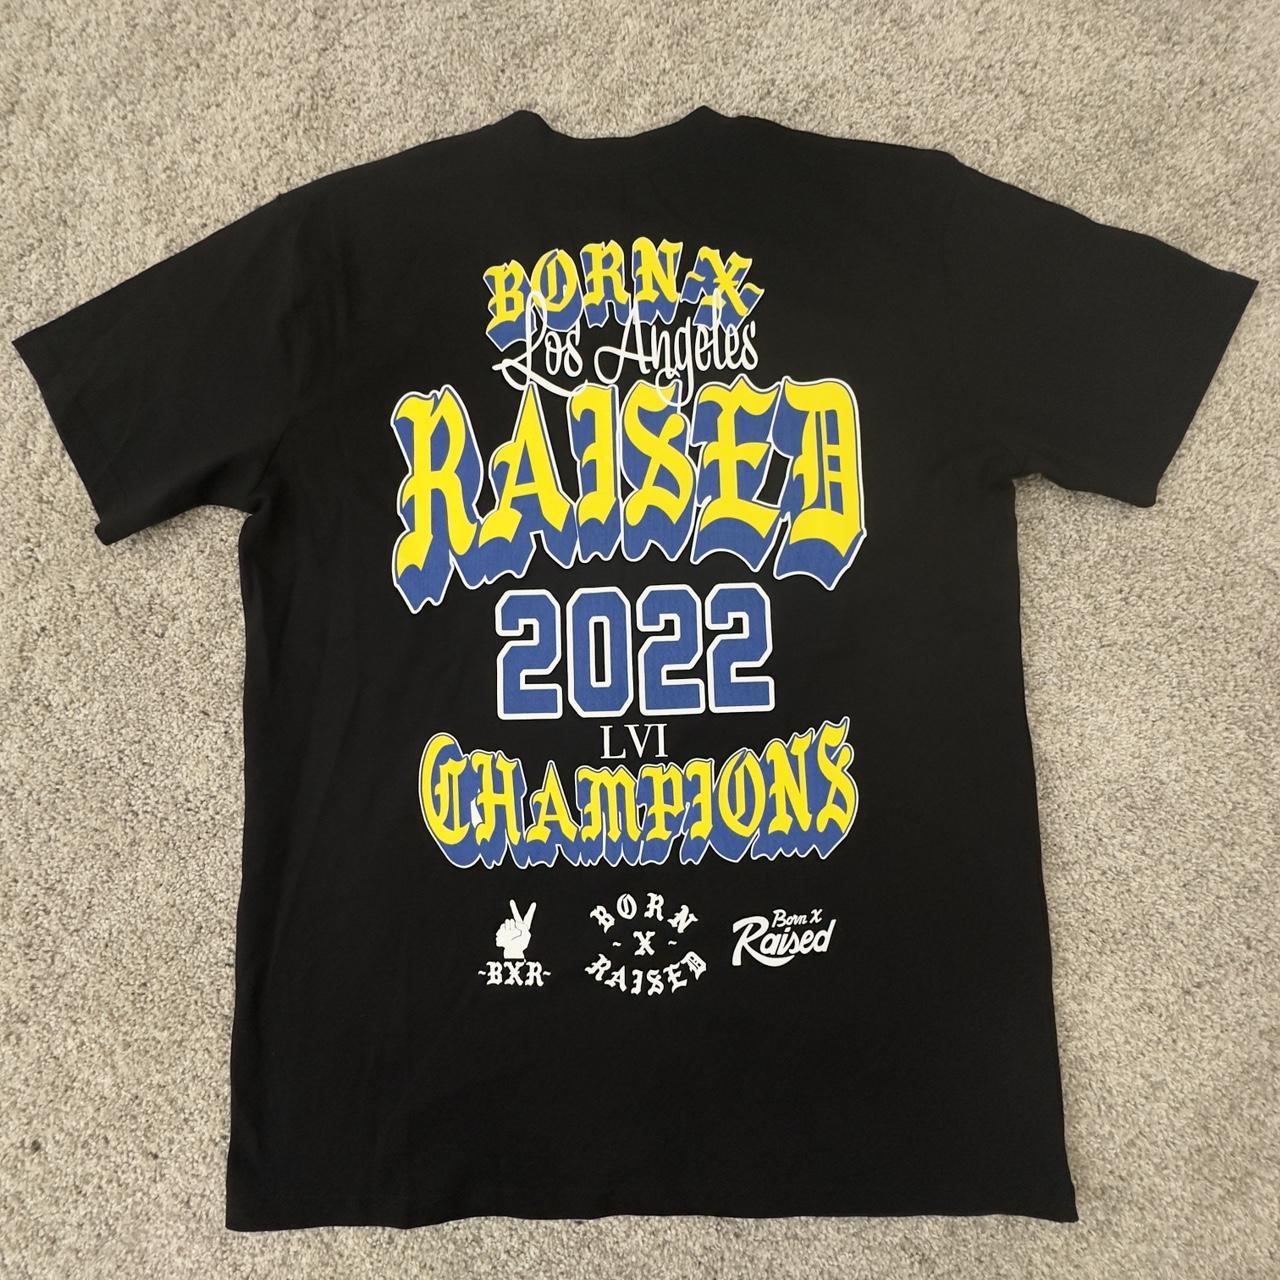 BORN-X-
Los Angeles
RAISED
2022
LVI
CHAMPIONS
~BXR~
BORN
-X-
RAISED
Born X
Raised